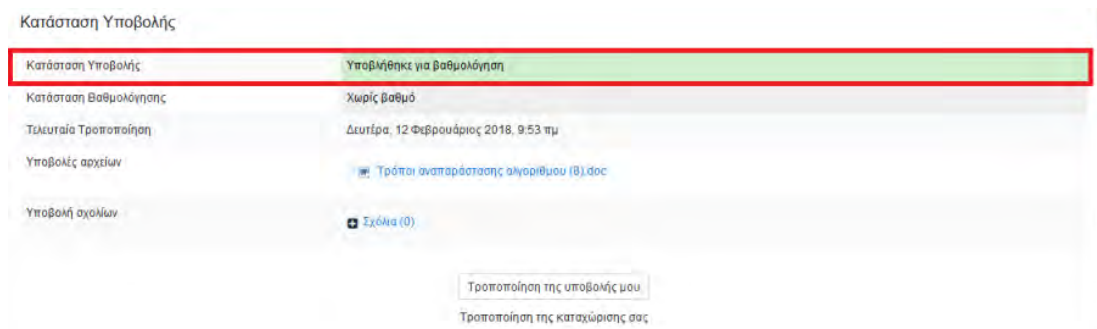 Κατάσταση Υποβολής
Κατάσταση Υποβολής Υποβλήθηκε για βαθμολόγηση
Κατάσταση Βαθμολόγησης Χωρίς βαθμό
Τελευταία Τροποποίηση Δευτέρα, 12 Φεβρουάριος 2018, 9:53 πμ
Υποβολές αρχείων Τρόποι αναπαράστασης αλγορίθμου (8).doc
Υποβολή σχολίων Σχόλια (0)
Τροποποίηση της υποβολής μου
Τροποποίηση της καταχώρισης σας